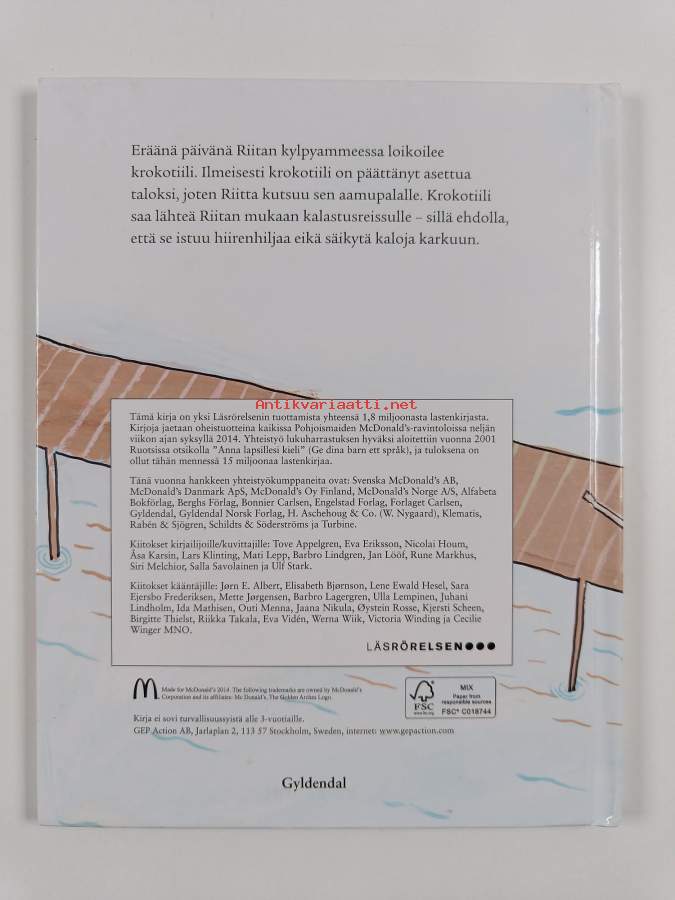 Eräänä päivänä Riitan kylpyammeessa loikoilee
krokotiili. Ilmeisesti krokotiili on päättänyt asettua
taloksi, joten Riitta kutsuu sen aamupalalle. Krokotiili
saa lähteä Riitan mukaan kalastusreissulle – sillä ehdolla,
että se istuu hiirenhiljaa eikä säikytä kaloja karkuun.
Antikvariaatti.net
Tämä kirja on yksi Läsrörelsenin tuottamista yhteensä 1,8 miljoonasta lastenkirjasta.
Kirjoja jaetaan oheistuotteina kaikissa Pohjoismaiden McDonald's-ravintoloissa neljän
viikon ajan syksyllä 2014. Yhteistyö lukuharrastuksen hyväksi aloitettiin vuonna 2001
Ruotsissa otsikolla "Anna lapsillesi kieli" (Ge dina barn ett språk), ja tuloksena on
ollut tähän mennessä 15 miljoonaa lastenkirjaa.
Tänä vuonna hankkeen yhteistyökumppaneita ovat: Svenska McDonald's AB,
McDonald's Danmark ApS, McDonald's Oy Finland, McDonald's Norge A/S, Alfabeta
Bokförlag, Berghs Förlag, Bonnier Carlsen, Engelstad Forlag, Forlaget Carlsen,
Gyldendal, Gyldendal Norsk Forlag, H. Aschehoug & Co. (W. Nygaard), Klematis,
Rabén & Sjögren, Schildts & Söderströms ja Turbine.
Kiitokset kirjailijoille/kuvittajille: Tove Appelgren, Eva Eriksson, Nicolai Houm,
Åsa Karsin, Lars Klinting, Mati Lepp, Barbro Lindgren, Jan Lööf, Rune Markhus,
Siri Melchior, Salla Savolainen ja Ulf Stark.
Kiitokset kääntäjille: Jørn E. Albert, Elisabeth Bjørnson, Lene Ewald Hesel, Sara
Ejersbo Frederiksen, Mette Jørgensen, Barbro Lagergren, Ulla Lempinen, Juhani
Lindholm, Ida Mathisen, Outi Menna, Jaana Nikula, Øystein Rosse, Kjersti Scheen,
Birgitte Thielst, Riikka Takala, Eva Vidén, Werna Wiik, Victoria Winding ja Cecilie
Winger MNO.
LÄSRÖRELSEN
Made for McDonald's 2014. The following trademarks are owned by McDonald's
Corporation and its affiliates: Mc Donald's, The Golden Arches Logo.
FSC
www.fsc.org
MIX
Paper from
responsible sources
FSC® C018744
Kirja ei sovi turvallisuussyistä alle 3-vuotiaille.
GEP Action AB, Jarlaplan 2, 113 57 Stockholm, Sweden, internet: www.gepaction.com
Gyldendal